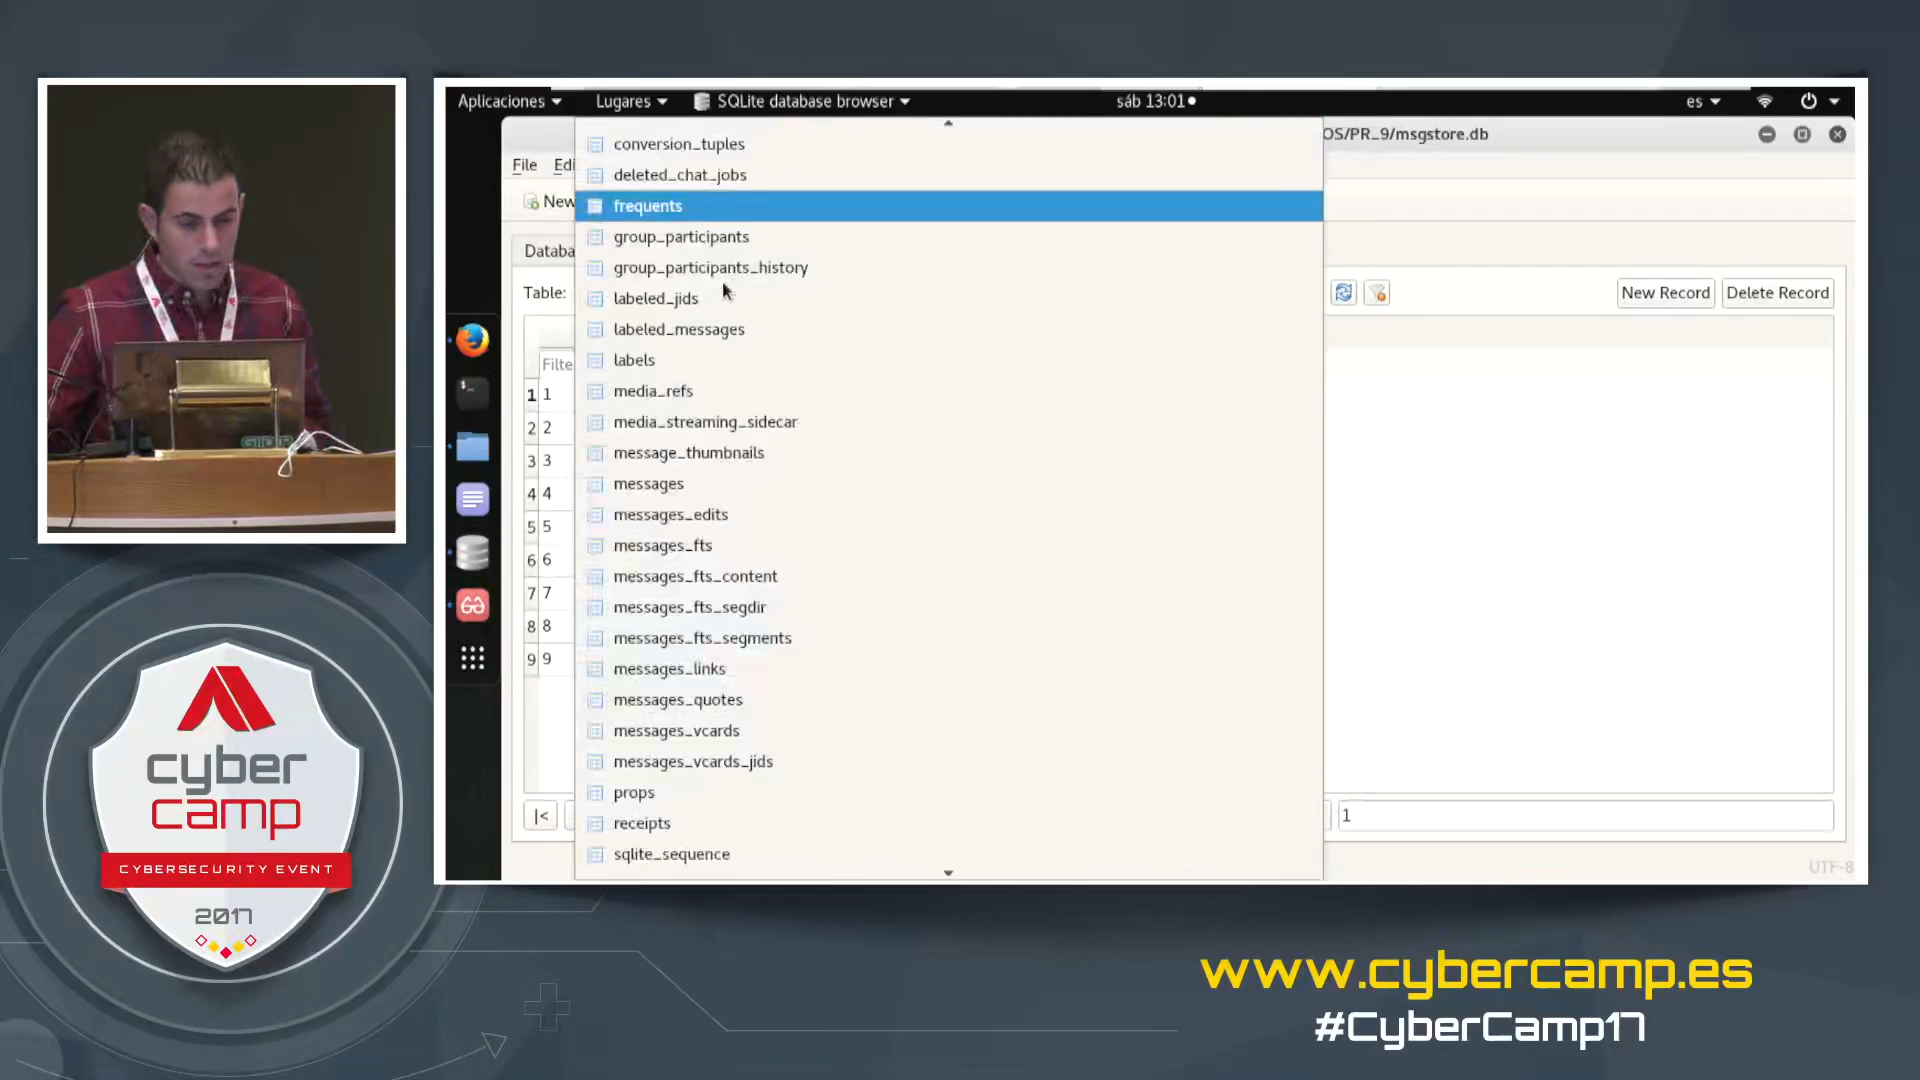 Aplicaciones
Lugares
SQLite database browser
sáb 13:01
es
OS/PR_9/msgstore.db
File
Edi
New
Databa
Table:
New Record
Delete Record
Filte
1 1
2 2
3 3
4 4
5 5
6 6
7 7
8 8
9 9
conversion_tuples
deleted_chat_jobs
frequents
group_participants
group_participants_history
labeled_jids
labeled_messages
labels
media_refs
media_streaming_sidecar
message_thumbnails
messages
messages_edits
messages_fts
messages_fts_content
messages_fts_segdir
messages_fts_segments
messages_links
messages_quotes
messages_vcards
messages_vcards_jids
props
receipts
sqlite_sequence
|<
1
UTF-8
cyber
camp
CYBERSECURITY EVENT
2017
www.cybercamp.es
#CyberCamp17